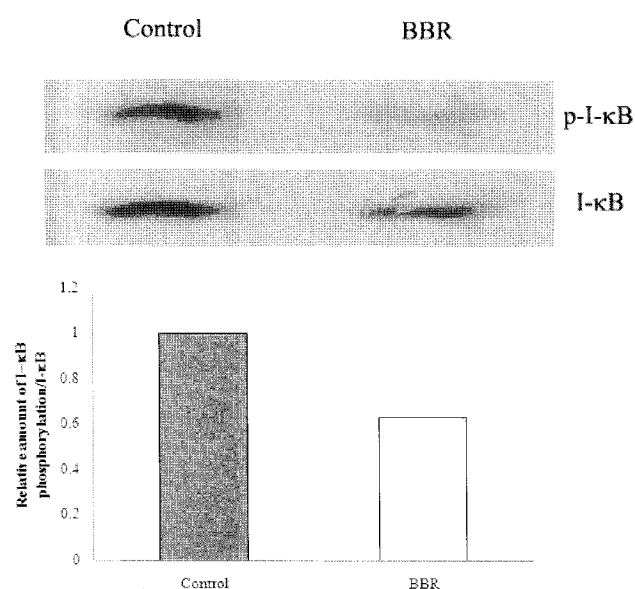 Control BBR
p-I-κB
I-κB
1.2
1
0.8
0.6
0.4
0.2
0
Relative amount of I-κB
phosphorylation/I-κB
Control BBR